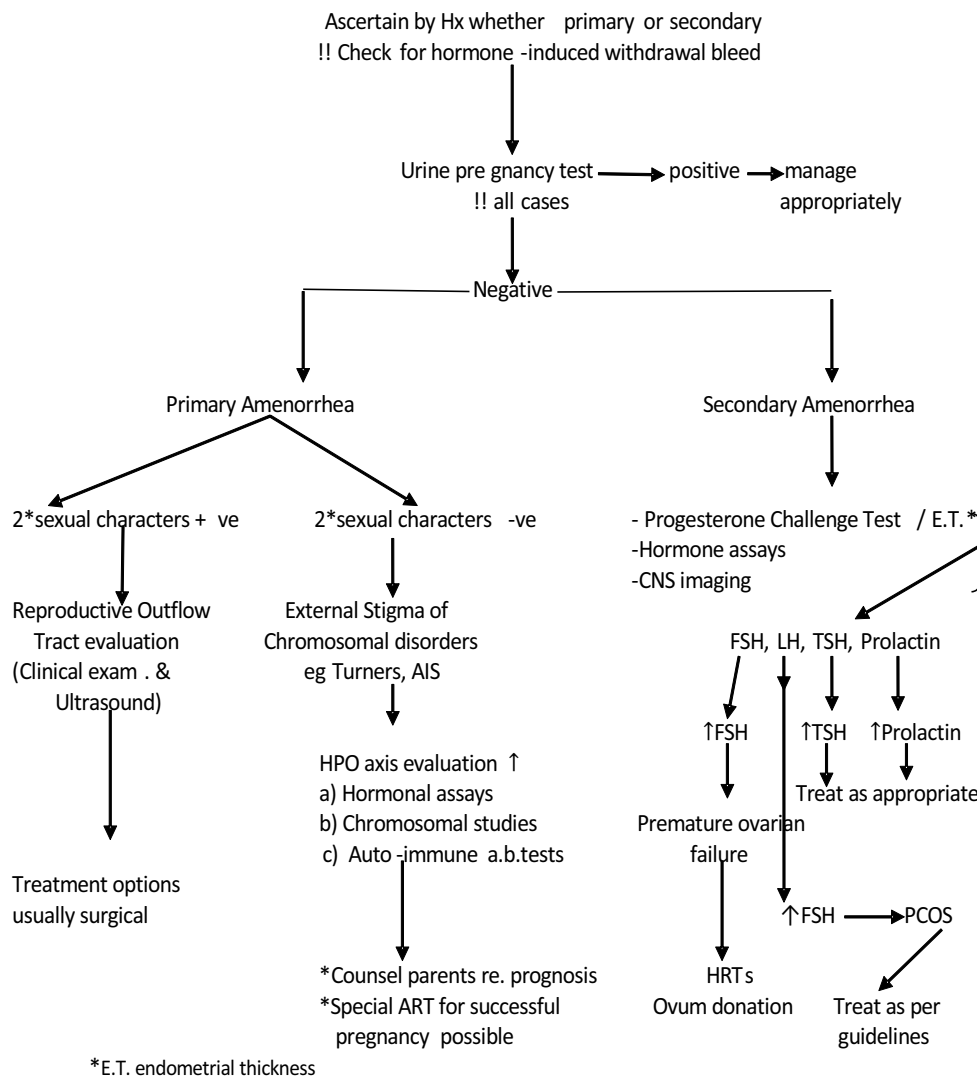 Ascertain by Hx whether primary or secondary
!! Check for hormone -induced withdrawal bleed
Urine pre gnancy test
!! all cases
positive
manage
appropriately
Negative
Primary Amenorrhea
Secondary Amenorrhea
2*sexual characters + ve
2*sexual characters -ve
- Progesterone Challenge Test / E.T.*
-Hormone assays
-CNS imaging
Reproductive Outflow
Tract evaluation
(Clinical exam . &
Ultrasound)
External Stigma of
Chromosomal disorders
eg Turners, AIS
FSH, LH, TSH, Prolactin
↑FSH
↑TSH
↑Prolactin
HPO axis evaluation ↑
a) Hormonal assays
b) Chromosomal studies
c) Auto -immune a.b.tests
Treat as appropriate
Premature ovarian
failure
Treatment options
usually surgical
↑FSH
PCOS
*Counsel parents re. prognosis
*Special ART for successful
pregnancy possible
HRTs
Ovum donation
Treat as per
guidelines
*E.T. endometrial thickness